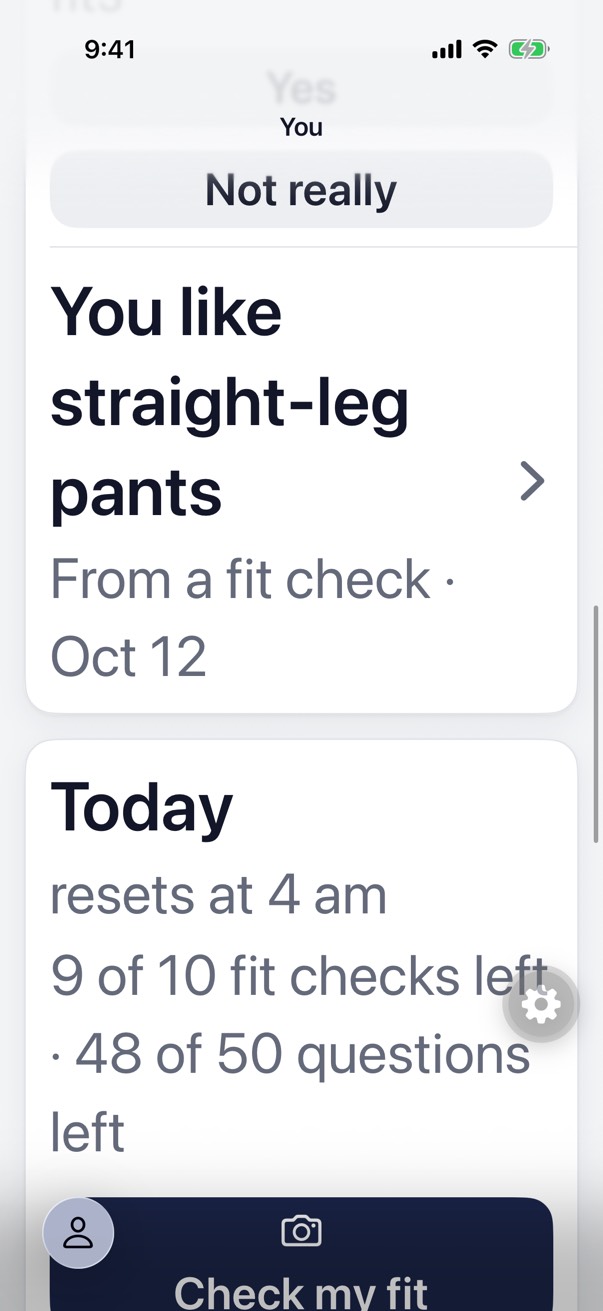 9:41
Yes
You
Not really
You like
straight-leg
pants
From a fit check ·
Oct 12
Today
resets at 4 am
9 of 10 fit checks left
· 48 of 50 questions
left
Check my fit